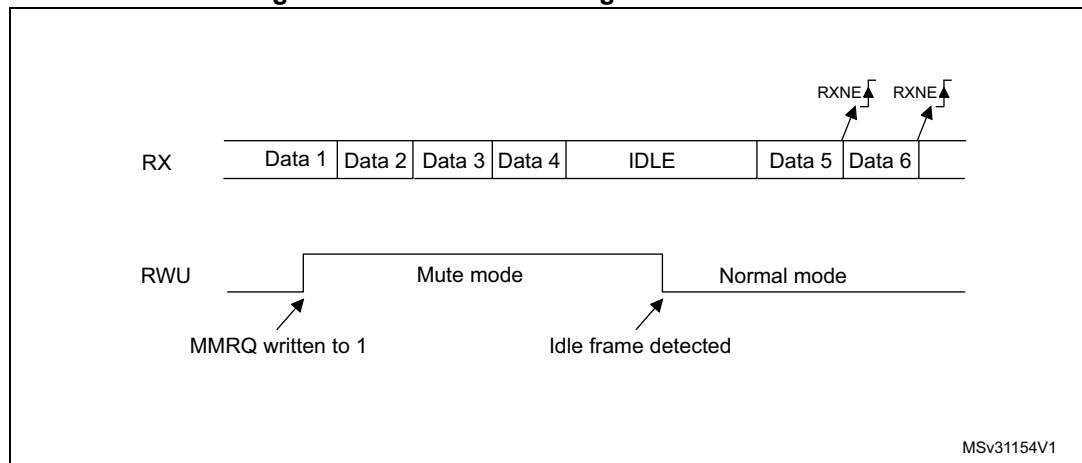 RXNE RXNE
RX Data 1 Data 2 Data 3 Data 4 IDLE Data 5 Data 6
RWU Mute mode Normal mode
MMRQ written to 1 Idle frame detected
MSv31154V1